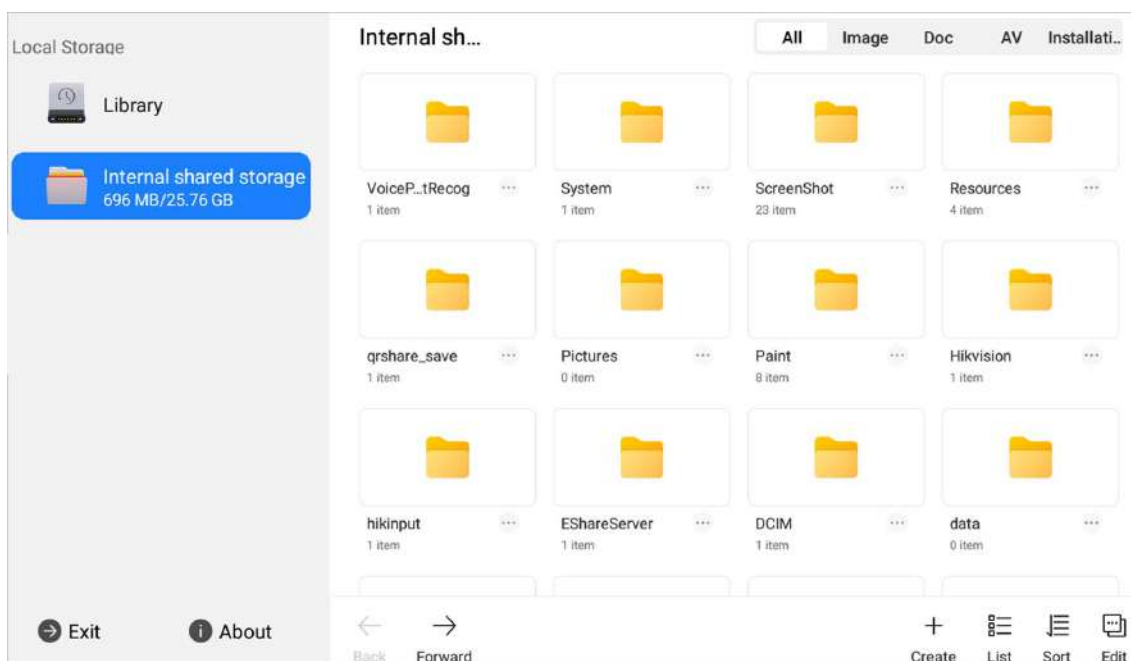 Local Storage
Library
Internal shared storage
696 MB/25.76 GB
Exit
About
Internal sh...
All Image Doc AV Installati..
VoiceP...tRecog
1 item
System
1 item
ScreenShot
23 item
Resources
4 item
qrshare_save
1 item
Pictures
0 item
Paint
8 item
Hikvision
1 item
hikinput
1 item
EShareServer
1 item
DCIM
1 item
data
0 item
Back
Forward
Create
List
Sort
Edit